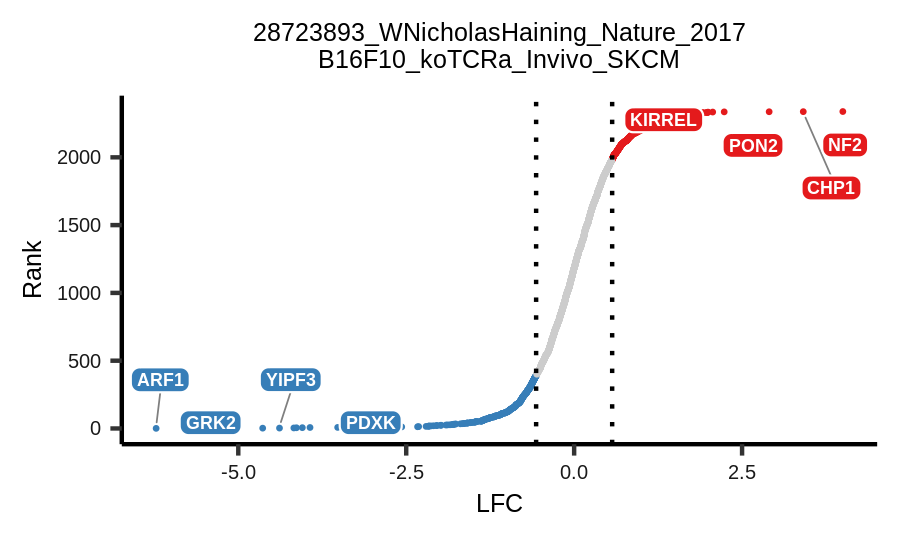 28723893_WNicholasHaining_Nature_2017
B16F10_koTCRa_Invivo_SKCM
KIRREL
PON2
NF2
CHP1
2000
1500
1000
500
0
Rank
ARF1
YIPF3
GRK2
PDXK
-5.0
-2.5
0.0
2.5
LFC